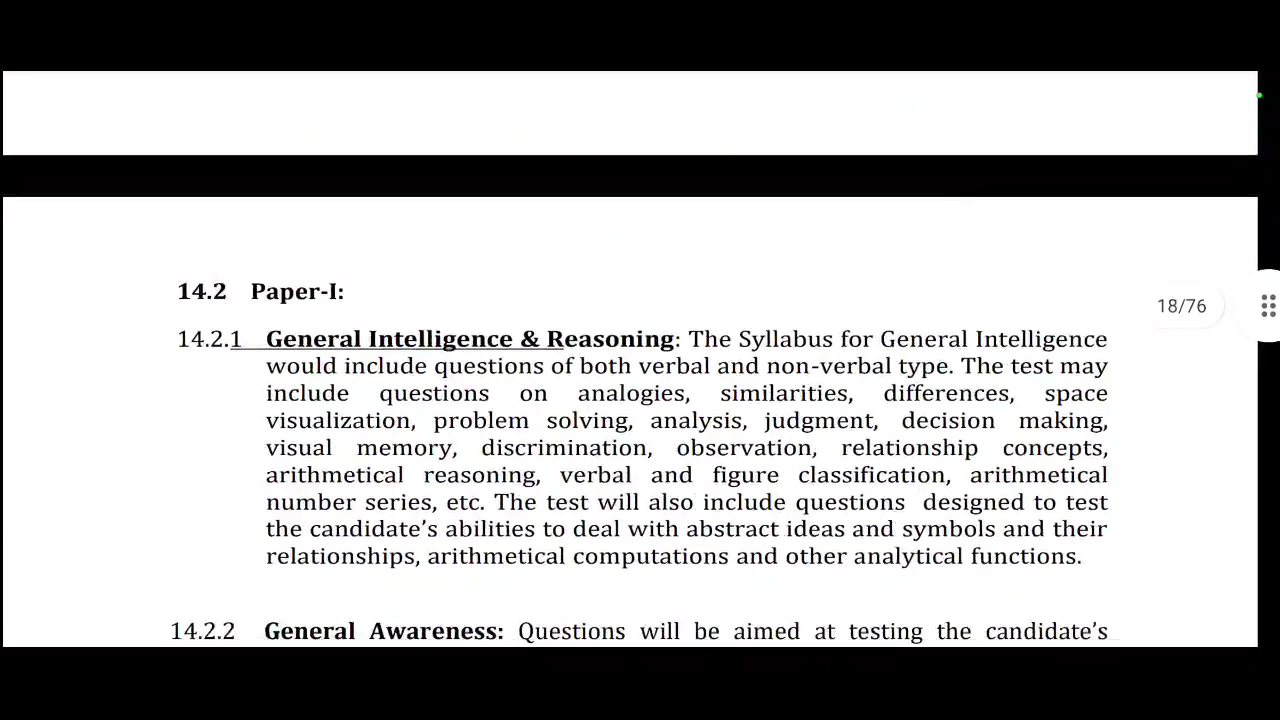 14.2 Paper-I:
18/76
14.2.1 General Intelligence & Reasoning: The Syllabus for General Intelligence
would include questions of both verbal and non-verbal type. The test may
include questions on analogies, similarities, differences, space
visualization, problem solving, analysis, judgment, decision making,
visual memory, discrimination, observation, relationship concepts,
arithmetical reasoning, verbal and figure classification, arithmetical
number series, etc. The test will also include questions designed to test
the candidate’s abilities to deal with abstract ideas and symbols and their
relationships, arithmetical computations and other analytical functions.
14.2.2 General Awareness: Questions will be aimed at testing the candidate’s